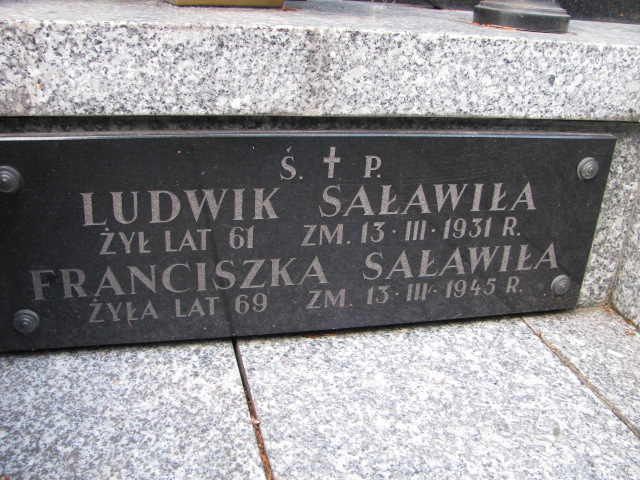 Ś. ✝ P.
LUDWIK SAŁAWIŁA
ŻYŁ LAT 61 ZM. 13·III·1931 R.
FRANCISZKA SAŁAWIŁA
ŻYŁA LAT 69 ZM. 13·III·1945 R.